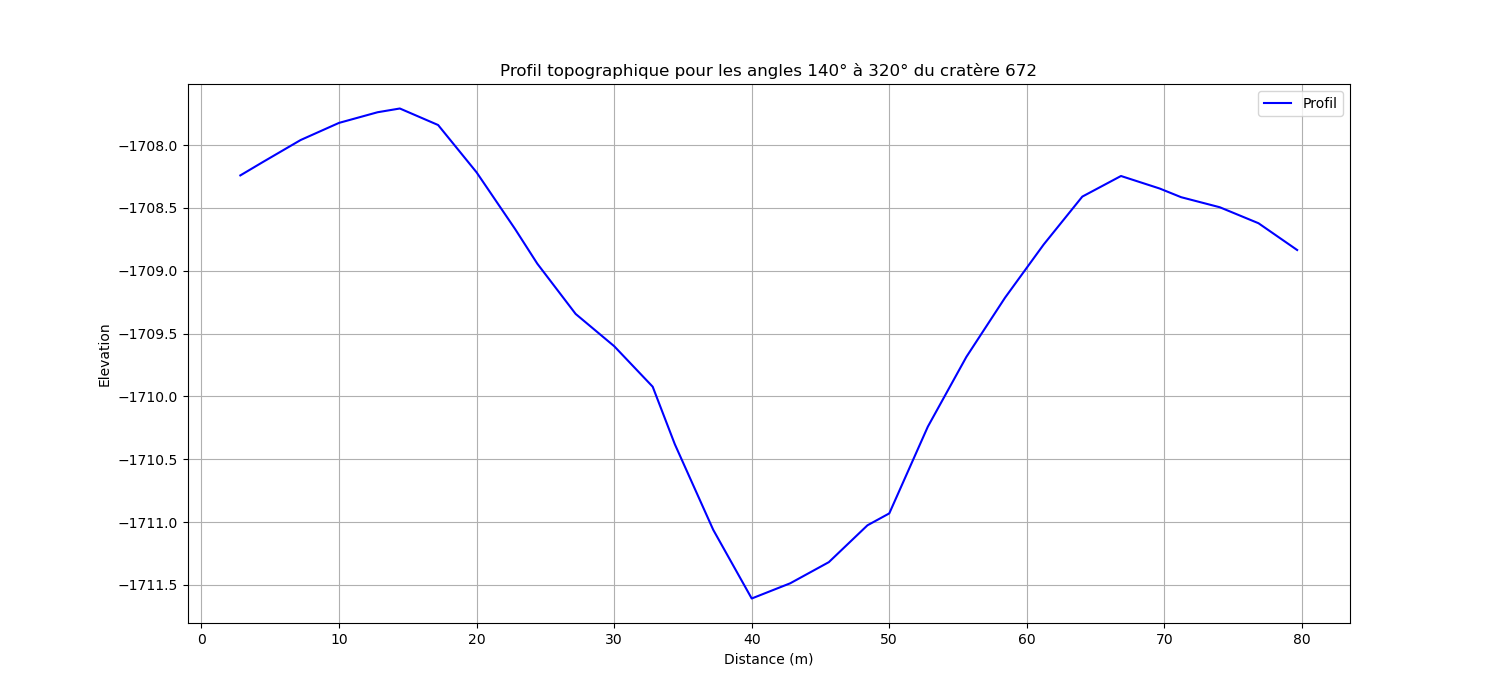 Profil topographique pour les angles 140° à 320° du cratère 672
Profil
Elevation
−1708.0
−1708.5
−1709.0
−1709.5
−1710.0
−1710.5
−1711.0
−1711.5
0 10 20 30 40 50 60 70 80
Distance (m)